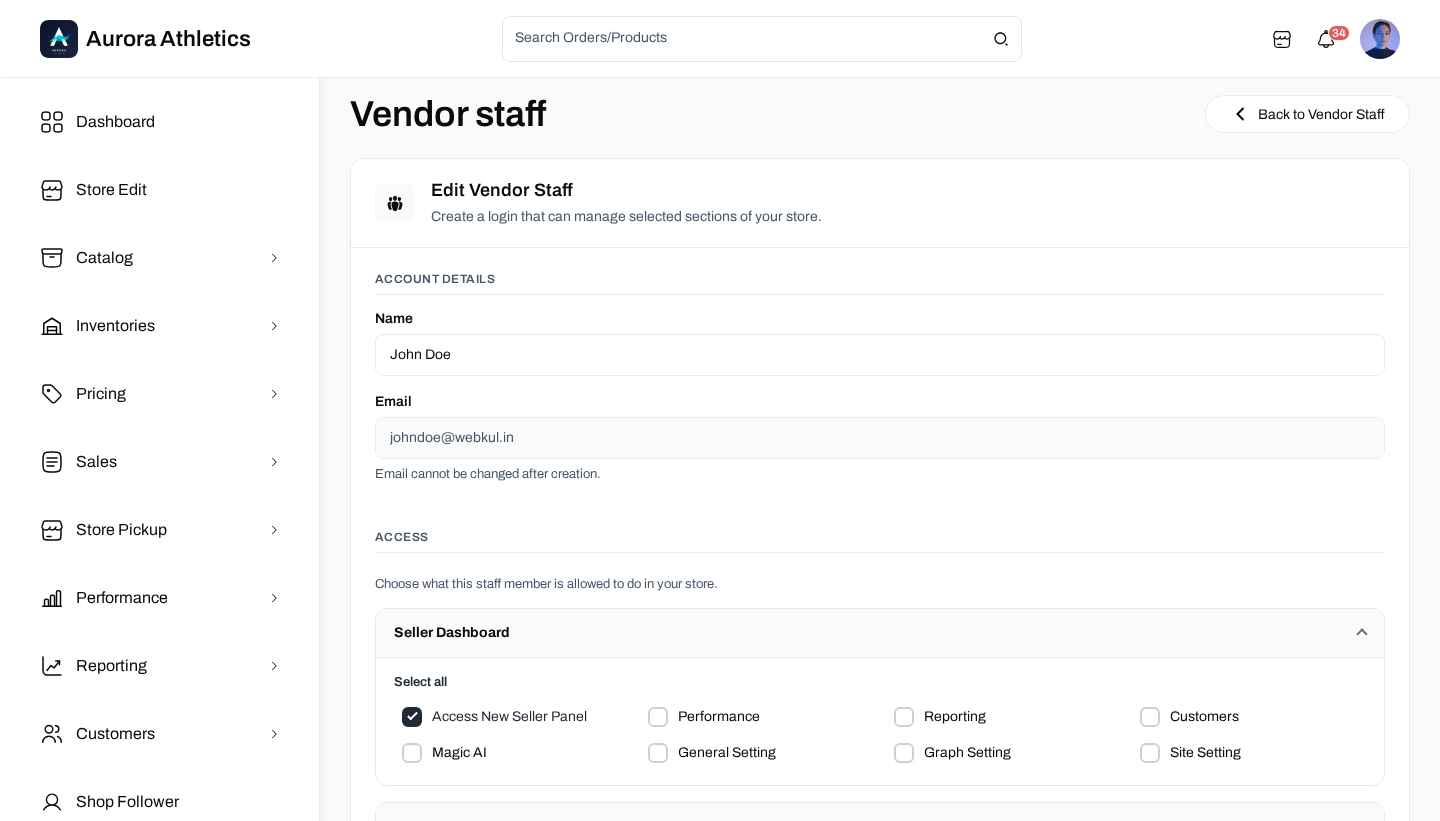 Aurora Athletics
Search Orders/Products
34
Dashboard
Store Edit
Catalog
Inventories
Pricing
Sales
Store Pickup
Performance
Reporting
Customers
Shop Follower
Vendor staff
Back to Vendor Staff
Edit Vendor Staff
Create a login that can manage selected sections of your store.
ACCOUNT DETAILS
Name
John Doe
Email
johndoe@webkul.in
Email cannot be changed after creation.
ACCESS
Choose what this staff member is allowed to do in your store.
Seller Dashboard
Select all
Access New Seller Panel Performance Reporting Customers
Magic AI General Setting Graph Setting Site Setting